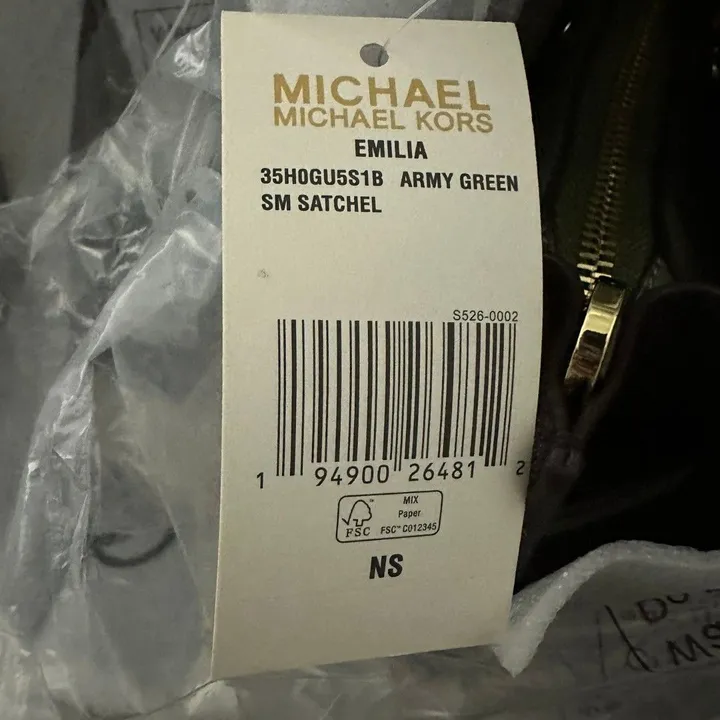 MICHAEL
MICHAEL KORS
EMILIA
35H0GU5S1B ARMY GREEN
SM SATCHEL
S526-0002
1 94900 26481 2
FSC™
MIX
Paper
FSC™ C012345
NS